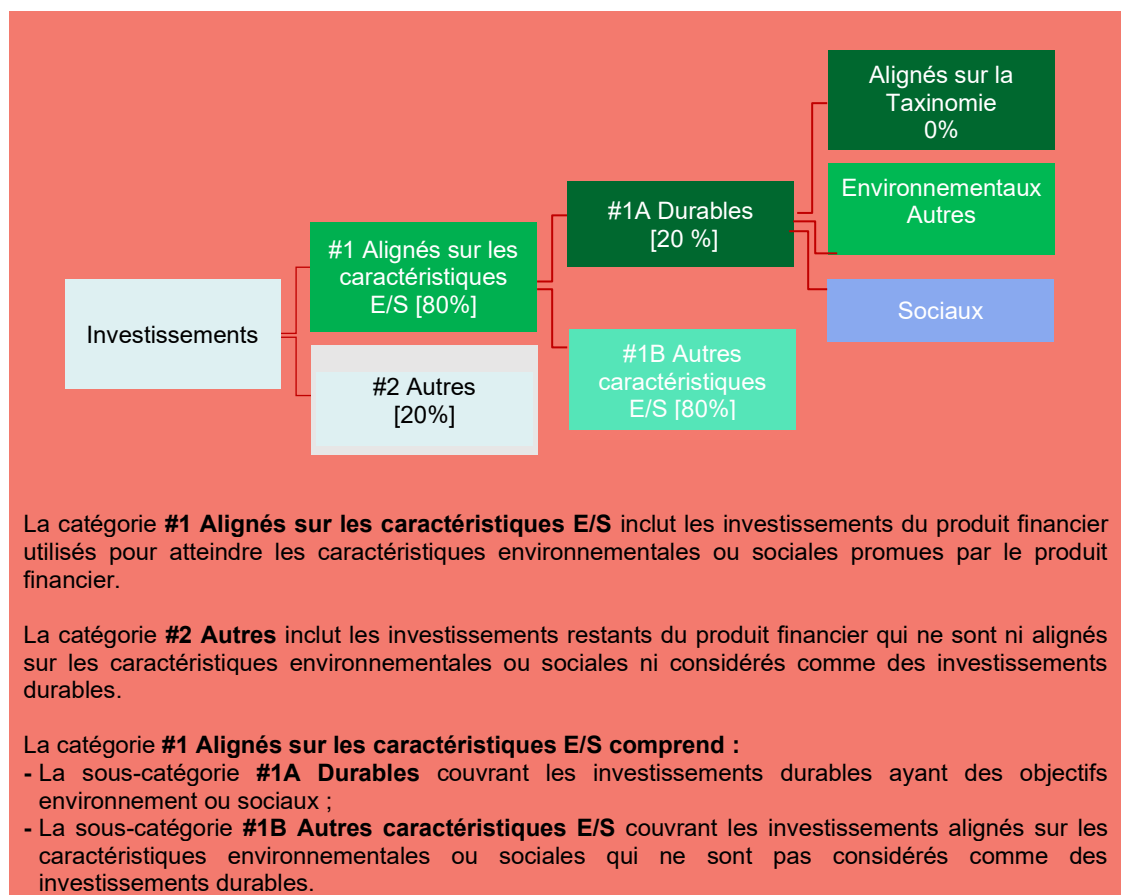 Investissements
#1 Alignés sur les
caractéristiques
E/S [80%]
#2 Autres
[20%]
#1A Durables
[20 %]
#1B Autres
caractéristiques
E/S [80%]
Alignés sur la
Taxinomie
0%
Environnementaux
Autres
Sociaux
La catégorie #1 Alignés sur les caractéristiques E/S inclut les investissements du produit financier
utilisés pour atteindre les caractéristiques environnementales ou sociales promues par le produit
financier.
La catégorie #2 Autres inclut les investissements restants du produit financier qui ne sont ni alignés
sur les caractéristiques environnementales ou sociales ni considérés comme des investissements
durables.
La catégorie #1 Alignés sur les caractéristiques E/S comprend :
- La sous-catégorie #1A Durables couvrant les investissements durables ayant des objectifs
environnement ou sociaux ;
- La sous-catégorie #1B Autres caractéristiques E/S couvrant les investissements alignés sur les
caractéristiques environnementales ou sociales qui ne sont pas considérés comme des
investissements durables.